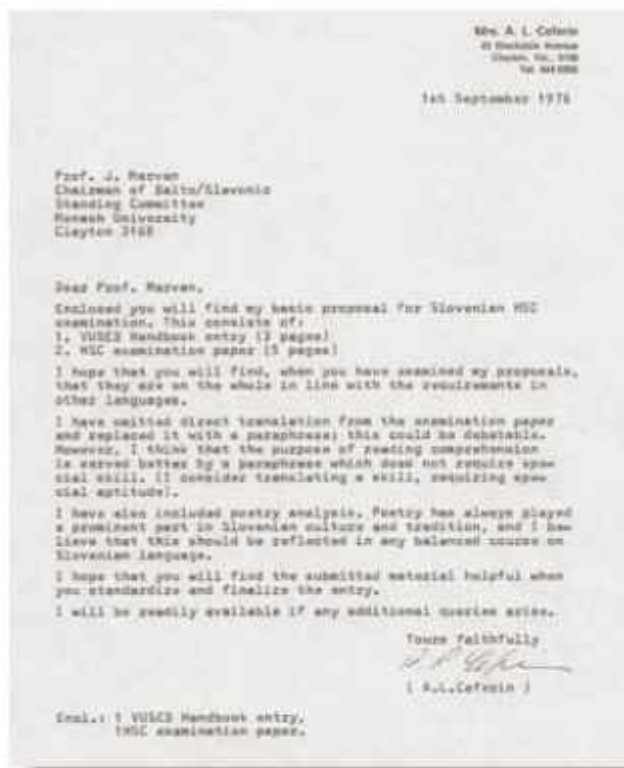 Mrs. A. L. Ceferin
Clayton, Vic., 3168
1st September 1976
Prof. J. Marvan
Chairman of Balto/Slavonic
Standing Committee
Monash University
Clayton 3168
Dear Prof. Marvan,
Enclosed you will find my basic proposal for Slovenian HSC
examination. This consists of:
1. VUSEB Handbook entry (3 pages)
2. HSC examination paper (5 pages)
I hope that you will find, when you have examined my proposals,
that they are on the whole in line with the requirements in
other languages.
I have omitted direct translation from the examination paper
and replaced it with a paraphrase; this could be debatable.
However, I think that the purpose of reading comprehension
is served better by a paraphrase which does not require spe-
cial skill. (I consider translating a skill, requiring spe-
cial aptitude).
I have also included poetry analysis. Poetry has always played
a prominent part in Slovenian culture and tradition, and I be-
lieve that this should be reflected in any balanced course on
Slovenian language.
I hope that you will find the submitted material helpful when
you standardize and finalize the entry.
I will be readily available if any additional queries arise.
Yours faithfully
( A.L.Ceferin )
Encl.: 1 VUSEB Handbook entry,
1HSC examination paper.